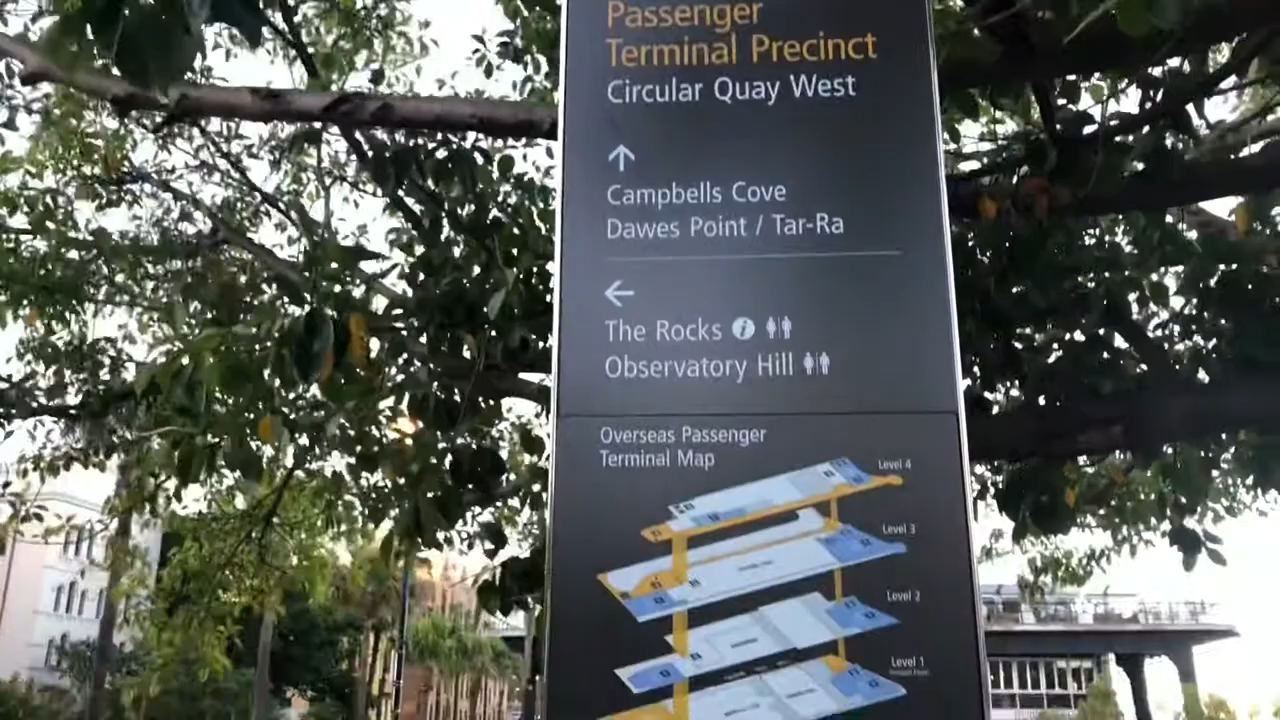 Passenger
Terminal Precinct
Circular Quay West
Campbells Cove
Dawes Point / Tar-Ra
The Rocks
Observatory Hill
Overseas Passenger
Terminal Map
Level 4
Level 3
Level 2
Level 1